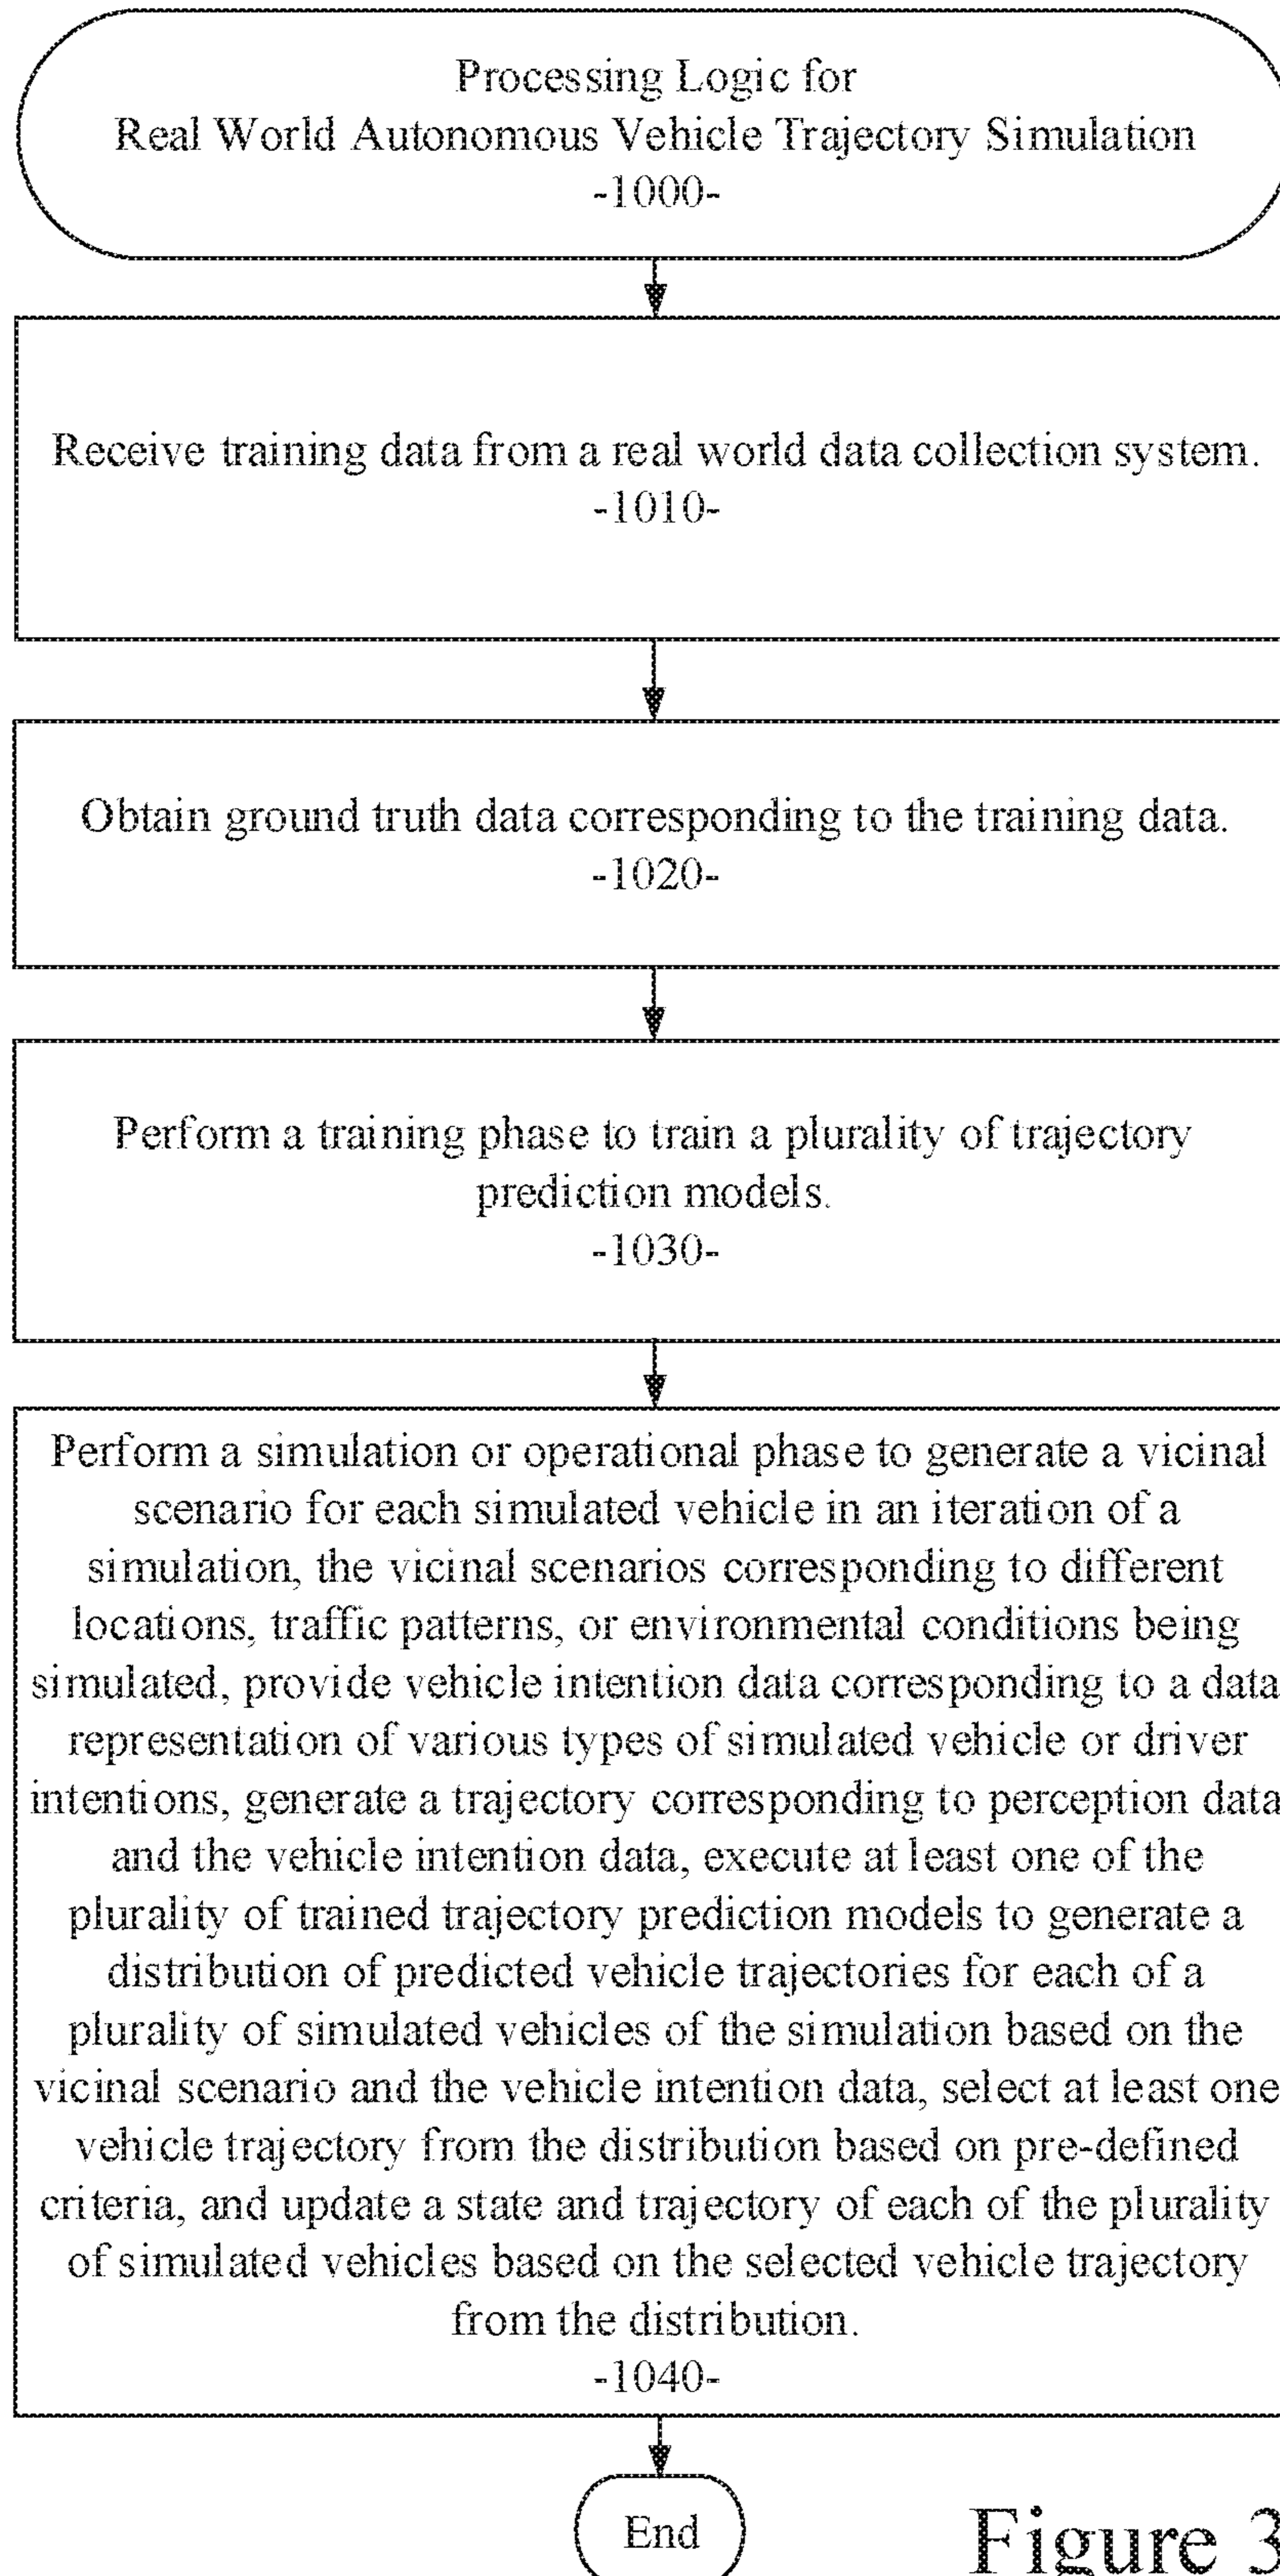 Processing Logic for
Real World Autonomous Vehicle Trajectory Simulation
-1000-
Receive training data from a real world data collection system.
-1010-
Obtain ground truth data corresponding to the training data.
-1020-
Perform a training phase to train a plurality of trajectory
prediction models.
-1030-
Perform a simulation or operational phase to generate a vicinal
scenario for each simulated vehicle in an iteration of a
simulation, the vicinal scenarios corresponding to different
locations, traffic patterns, or environmental conditions being
simulated, provide vehicle intention data corresponding to a data
representation of various types of simulated vehicle or driver
intentions, generate a trajectory corresponding to perception data
and the vehicle intention data, execute at least one of the
plurality of trained trajectory prediction models to generate a
distribution of predicted vehicle trajectories for each of a
plurality of simulated vehicles of the simulation based on the
vicinal scenario and the vehicle intention data, select at least one
vehicle trajectory from the distribution based on pre-defined
criteria, and update a state and trajectory of each of the plurality
of simulated vehicles based on the selected vehicle trajectory
from the distribution.
-1040-
End
Figure 3